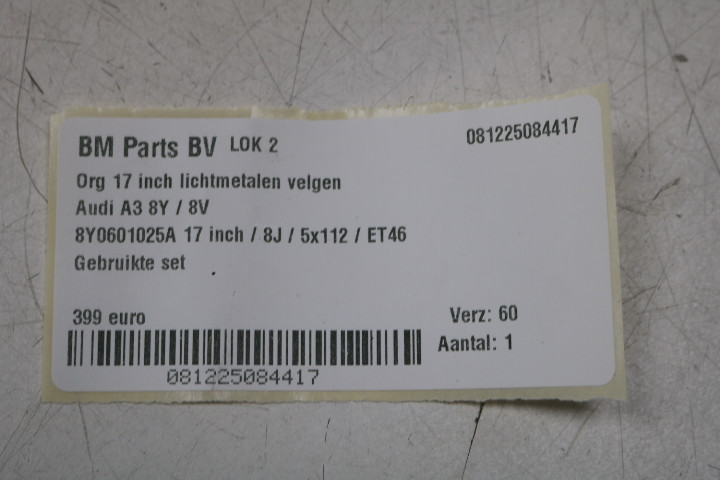 BM Parts BV LOK 2 081225084417
Org 17 inch lichtmetalen velgen
Audi A3 8Y / 8V
8Y0601025A 17 inch / 8J / 5x112 / ET46
Gebruikte set
399 euro Verz: 60
Aantal: 1
081225084417